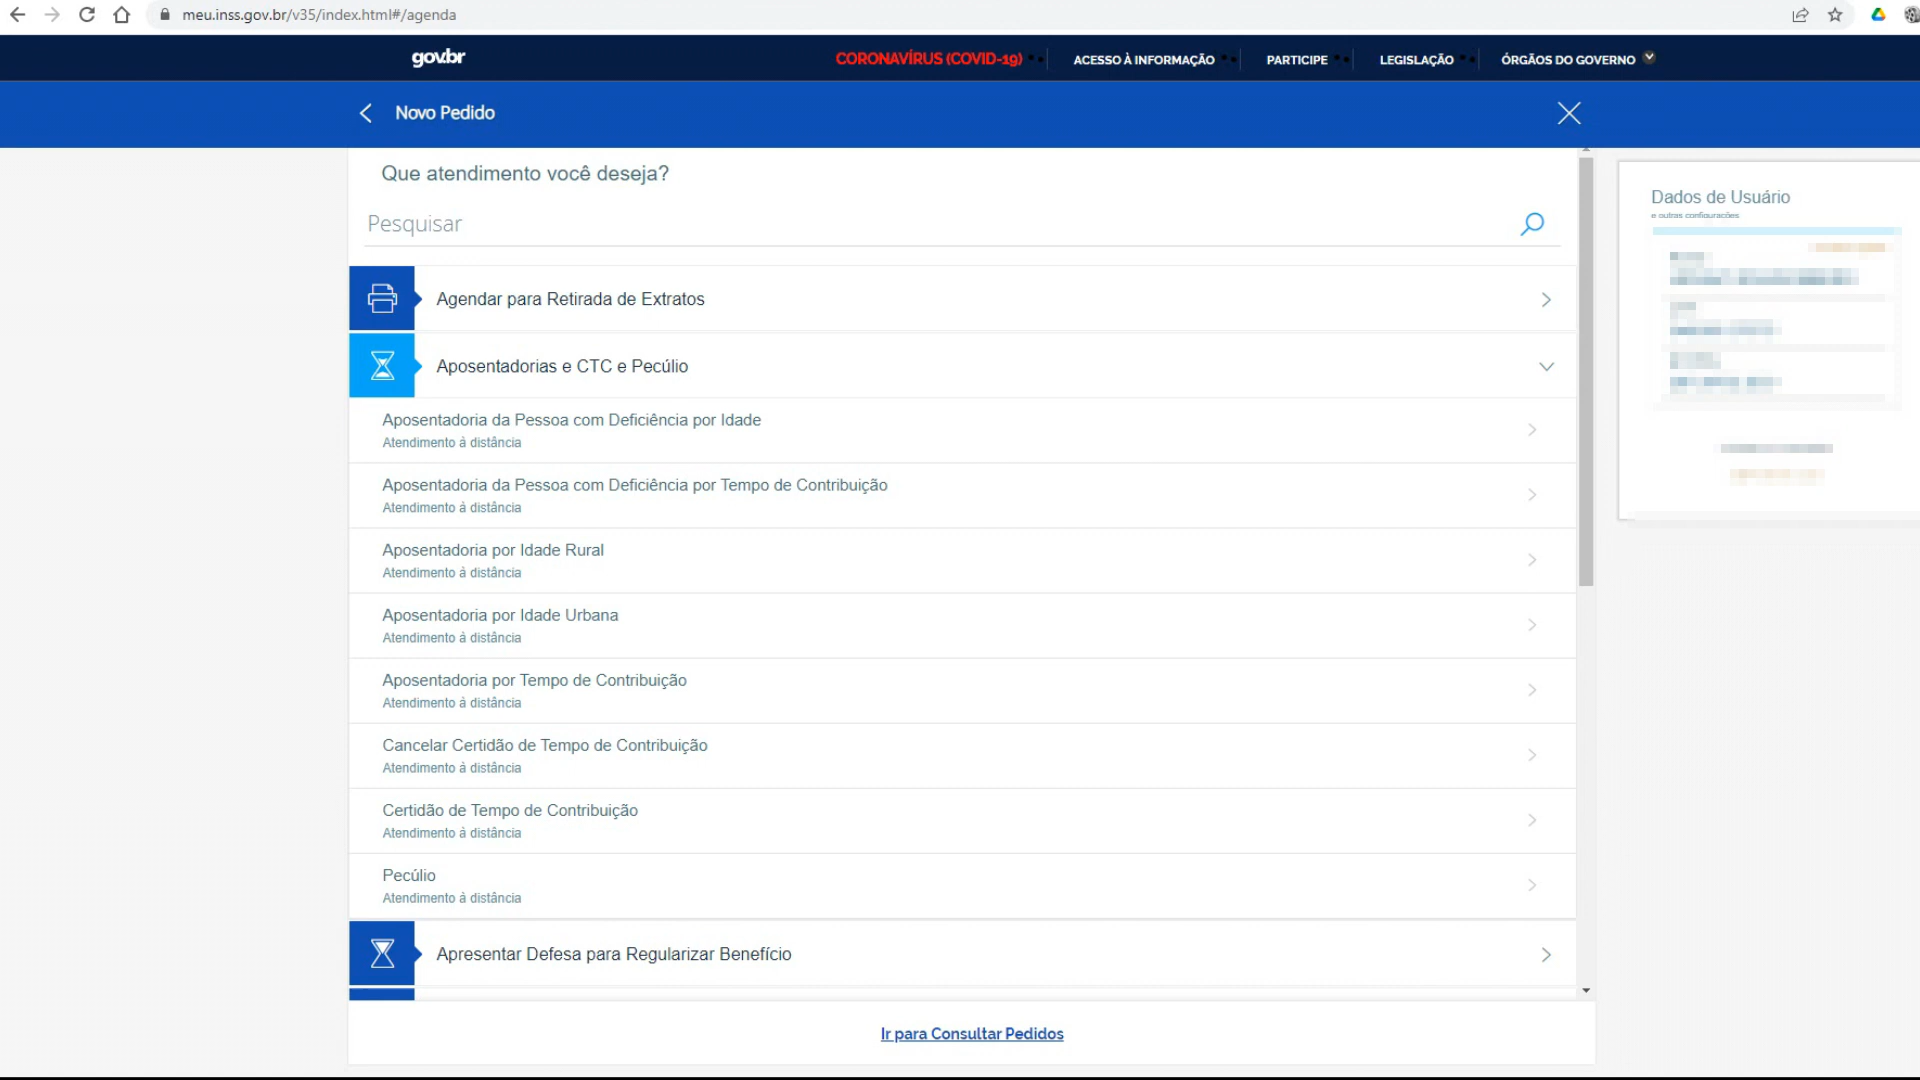 meu.inss.gov.br/v35/index.html#/agenda
gov.br
CORONAVÍRUS (COVID-19)
ACESSO À INFORMAÇÃO
PARTICIPE
LEGISLAÇÃO
ÓRGÃOS DO GOVERNO
Novo Pedido
Que atendimento você deseja?
Pesquisar
Agendar para Retirada de Extratos
Aposentadorias e CTC e Pecúlio
Aposentadoria da Pessoa com Deficiência por Idade
Atendimento à distância
Aposentadoria da Pessoa com Deficiência por Tempo de Contribuição
Atendimento à distância
Aposentadoria por Idade Rural
Atendimento à distância
Aposentadoria por Idade Urbana
Atendimento à distância
Aposentadoria por Tempo de Contribuição
Atendimento à distância
Cancelar Certidão de Tempo de Contribuição
Atendimento à distância
Certidão de Tempo de Contribuição
Atendimento à distância
Pecúlio
Atendimento à distância
Apresentar Defesa para Regularizar Benefício
Ir para Consultar Pedidos
Dados de Usuário
e outras configurações